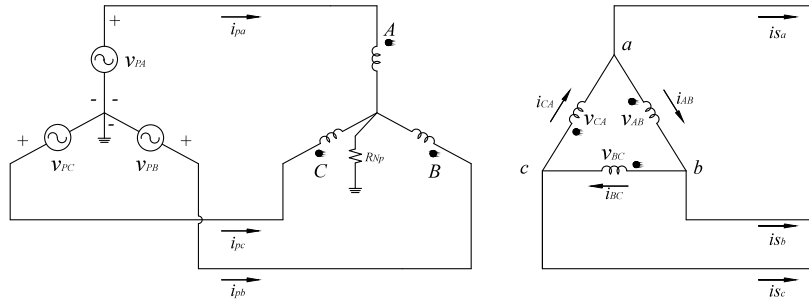 +
i_pa
A
v_PA
- -
-
+
v_PC
v_PB
+
C
R_Np
B
i_pc
i_pb
is_a
a
i_CA
v_CA
v_AB
i_AB
v_BC
c
b
i_BC
is_b
is_c